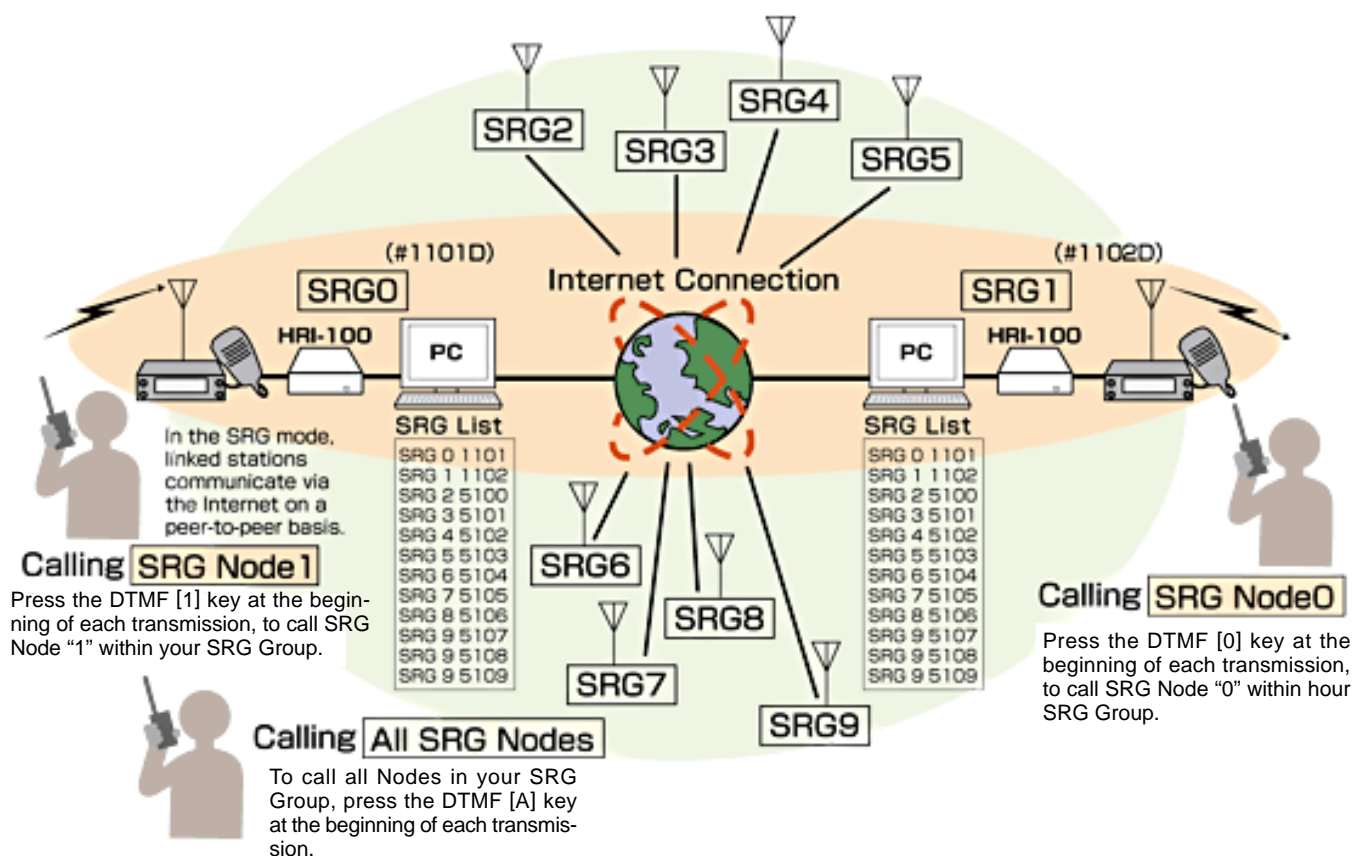 SRG4
SRG2
SRG3
SRG5
(#1101D)
(#1102D)
Internet Connection
SRG0
SRG1
HRI-100
PC
PC
HRI-100
In the SRG mode,
linked stations
communicate via
the Internet on a
peer-to-peer basis.
SRG List
SRG 0 1101
SRG 1 1102
SRG 2 5100
SRG 3 5101
SRG 4 5102
SRG 5 5103
SRG 6 5104
SRG 7 5105
SRG 8 5106
SRG 9 5107
SRG 9 5108
SRG 9 5109
SRG List
SRG 0 1101
SRG 1 1102
SRG 2 5100
SRG 3 5101
SRG 4 5102
SRG 5 5103
SRG 6 5104
SRG 7 5105
SRG 8 5106
SRG 9 5107
SRG 9 5108
SRG 9 5109
SRG6
SRG8
SRG7
SRG9
Calling SRG Node1
Press the DTMF [1] key at the begin-
ning of each transmission, to call SRG
Node “1” within your SRG Group.
Calling SRG Node0
Press the DTMF [0] key at the
beginning of each transmission,
to call SRG Node “0” within hour
SRG Group.
Calling All SRG Nodes
To call all Nodes in your SRG
Group, press the DTMF [A] key
at the beginning of each transmis-
sion.